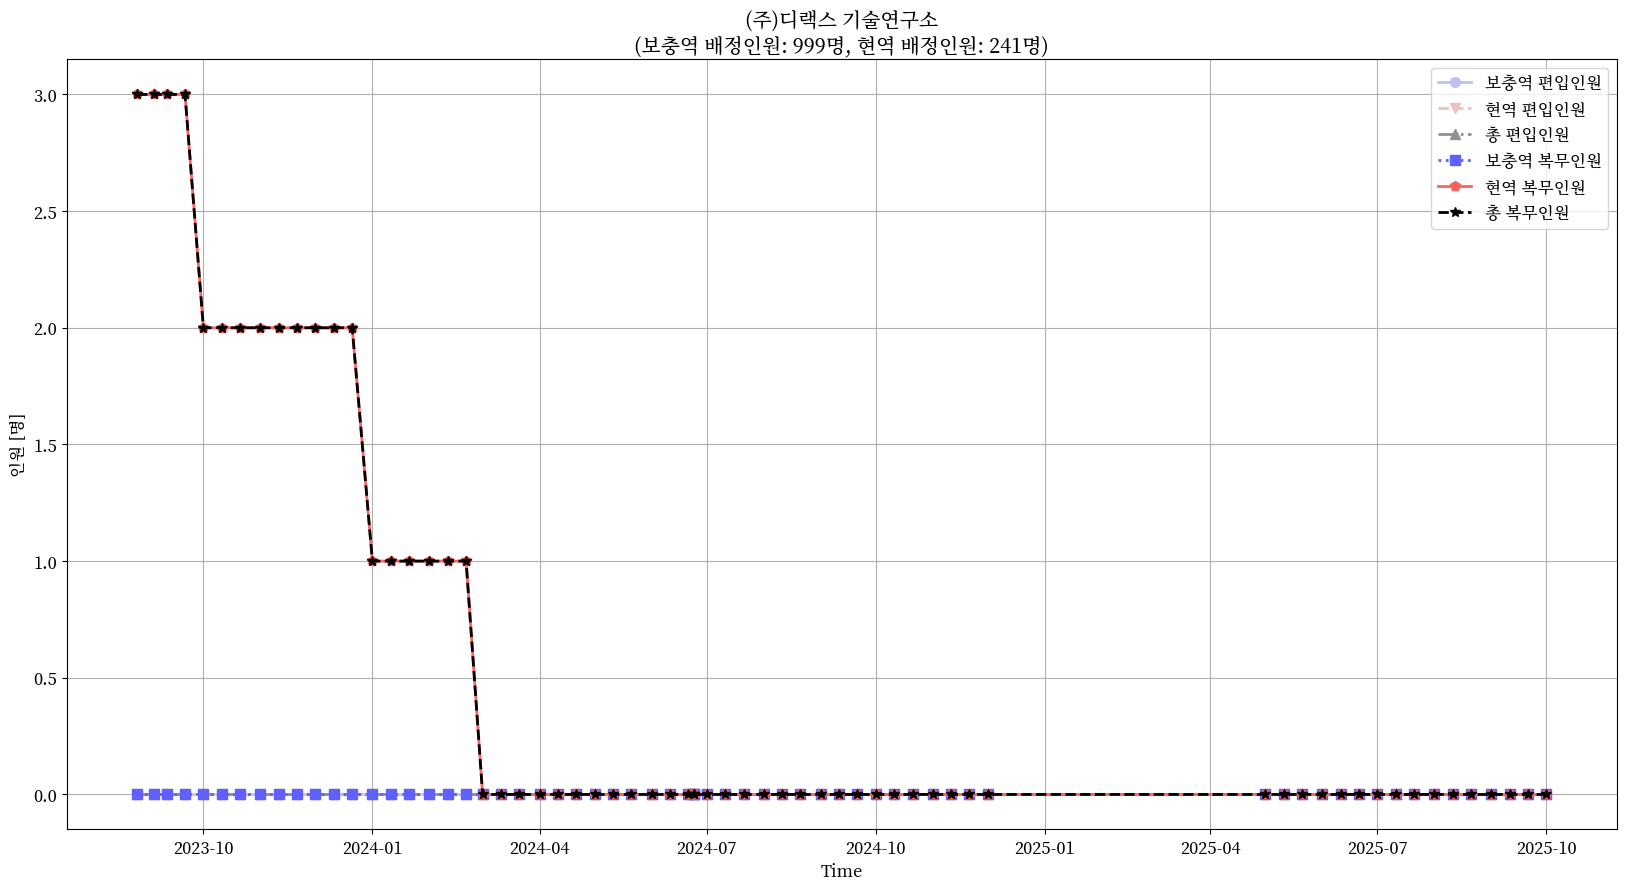 (주)디랙스 기술연구소
(보충역 배정인원: 999명, 현역 배정인원: 241명)
보충역 편입인원
현역 편입인원
총 편입인원
보충역 복무인원
현역 복무인원
총 복무인원
인원 [명]
3.0
2.5
2.0
1.5
1.0
0.5
0.0
2023-10
2024-01
2024-04
2024-07
2024-10
2025-01
2025-04
2025-07
2025-10
Time